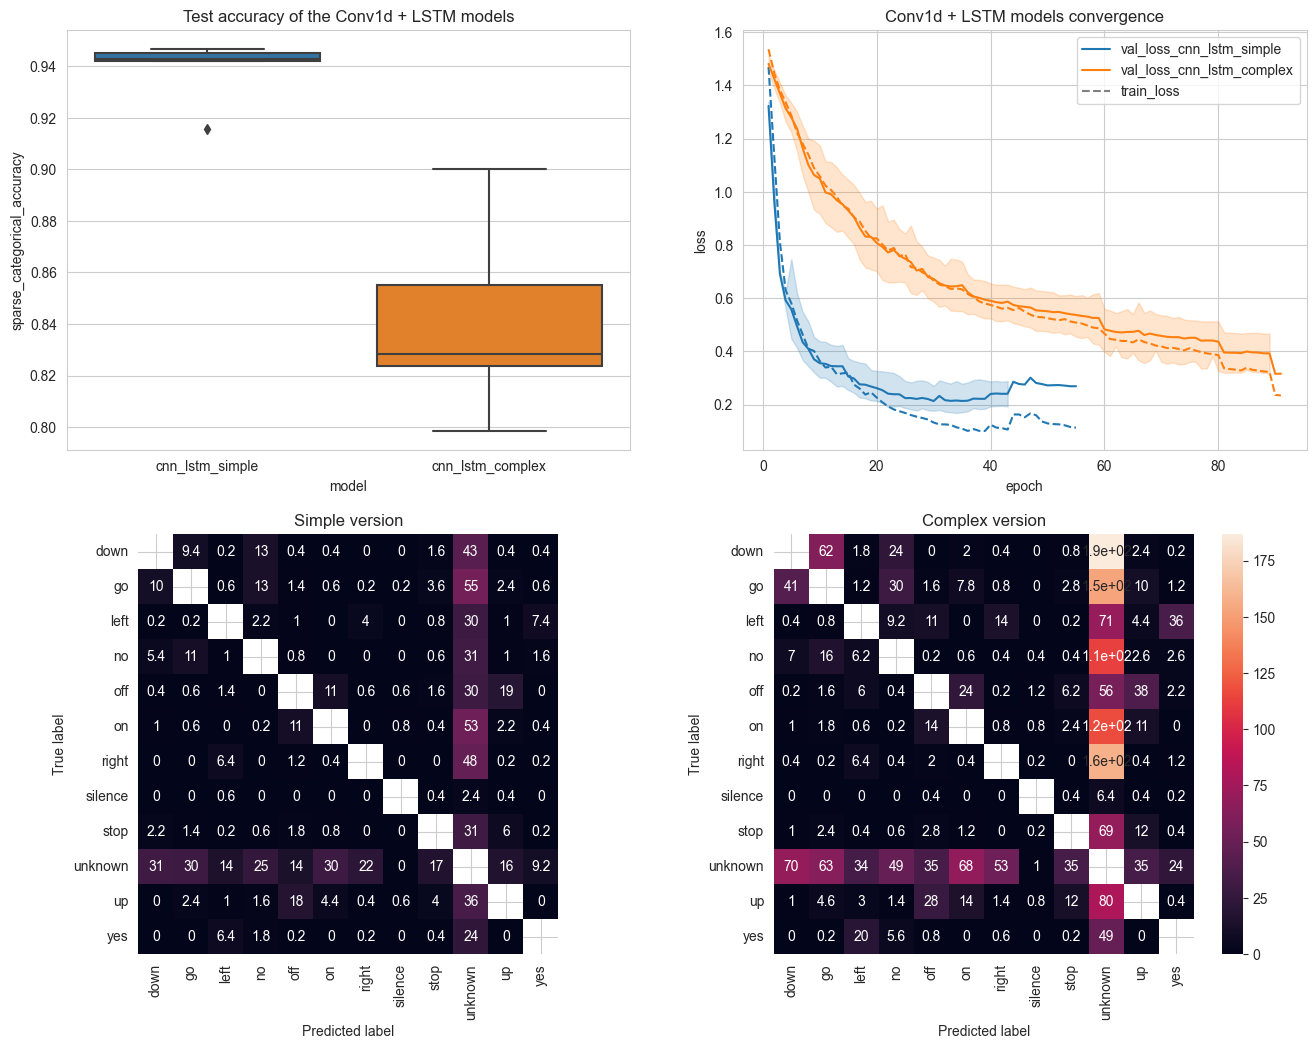 Test accuracy of the Conv1d + LSTM models
sparse_categorical_accuracy
0.94
0.92
0.90
0.88
0.86
0.84
0.82
0.80
cnn_lstm_simple cnn_lstm_complex
model
Conv1d + LSTM models convergence
loss
1.6
1.4
1.2
1.0
0.8
0.6
0.4
0.2
val_loss_cnn_lstm_simple
val_loss_cnn_lstm_complex
train_loss
0 20 40 60 80
epoch
Simple version
True label
down 9.4 0.2 13 0.4 0.4 0 0 1.6 43 0.4 0.4
go 10 0.6 13 1.4 0.6 0.2 0.2 3.6 55 2.4 0.6
left 0.2 0.2 2.2 1 0 4 0 0.8 30 1 7.4
no 5.4 11 1 0.8 0 0 0 0.6 31 1 1.6
off 0.4 0.6 1.4 0 11 0.6 0.6 1.6 30 19 0
on 1 0.6 0 0.2 11 0 0.8 0.4 53 2.2 0.4
right 0 0 6.4 0 1.2 0.4 0 0 48 0.2 0.2
silence 0 0 0.6 0 0 0 0 0.4 2.4 0.4 0
stop 2.2 1.4 0.2 0.6 1.8 0.8 0 0 31 6 0.2
unknown 31 30 14 25 14 30 22 0 17 16 9.2
up 0 2.4 1 1.6 18 4.4 0.4 0.6 4 36 0
yes 0 0 6.4 1.8 0.2 0 0.2 0 0.4 24 0
down go left no off on right silence stop unknown up yes
Predicted label
Complex version
True label
down 62 1.8 24 0 2 0.4 0 0.8 1.9e+02 2.4 0.2
go 41 1.2 30 1.6 7.8 0.8 0 2.8 1.5e+02 10 1.2
left 0.4 0.8 9.2 11 0 14 0 0.2 71 4.4 36
no 7 16 6.2 0.2 0.6 0.4 0.4 0.4 1.1e+02 2.6 2.6
off 0.2 1.6 6 0.4 24 0.2 1.2 6.2 56 38 2.2
on 1 1.8 0.6 0.2 14 0.8 0.8 2.4 1.2e+02 11 0
right 0.4 0.2 6.4 0.4 2 0.4 0.2 0 1.6e+02 0.4 1.2
silence 0 0 0 0 0.4 0 0 0.4 6.4 0.4 0.2
stop 1 2.4 0.4 0.6 2.8 1.2 0 0.2 69 12 0.4
unknown 70 63 34 49 35 68 53 1 35 35 24
up 1 4.6 3 1.4 28 14 1.4 0.8 12 80 0.4
yes 0 0.2 20 5.6 0.8 0 0.6 0 0.2 49 0
down go left no off on right silence stop unknown up yes
Predicted label
175
150
125
100
75
50
25
0